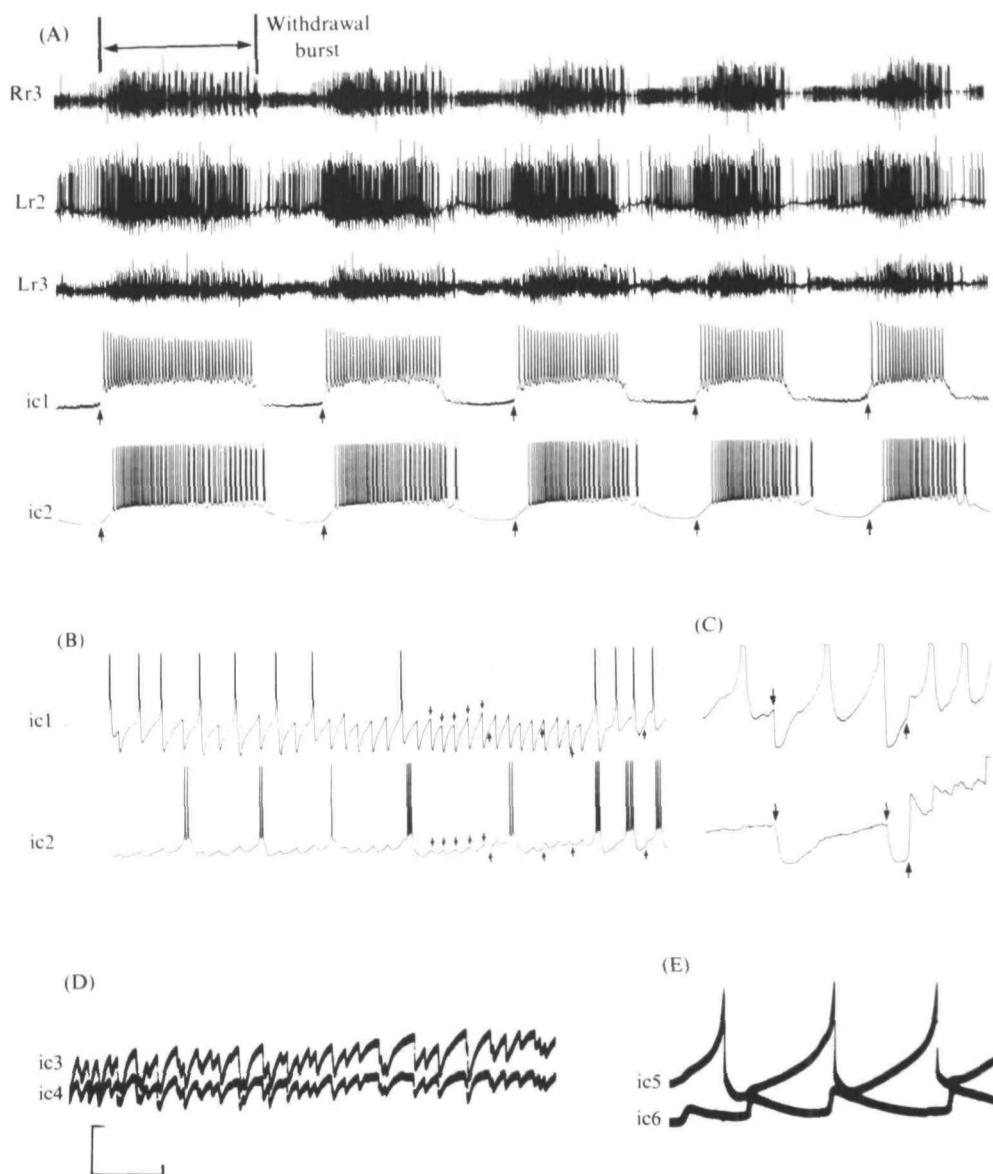 (A)
Withdrawal
burst
Rr3
Lr2
Lr3
ic1
ic2
(B)
(C)
ic1
ic2
(D)
(E)
ic3
ic4
ic5
ic6